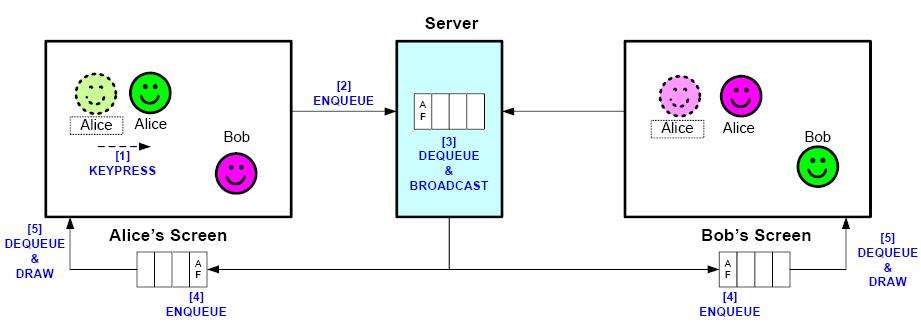 Server
Alice
Alice
Bob
[1]
KEYPRESS
[2]
ENQUEUE
A
F
[3]
DEQUEUE
&
BROADCAST
Alice
Alice
Bob
[5]
DEQUEUE
&
DRAW
Alice's Screen
A
F
[4]
ENQUEUE
Bob's Screen
A
F
[4]
ENQUEUE
[5]
DEQUEUE
&
DRAW